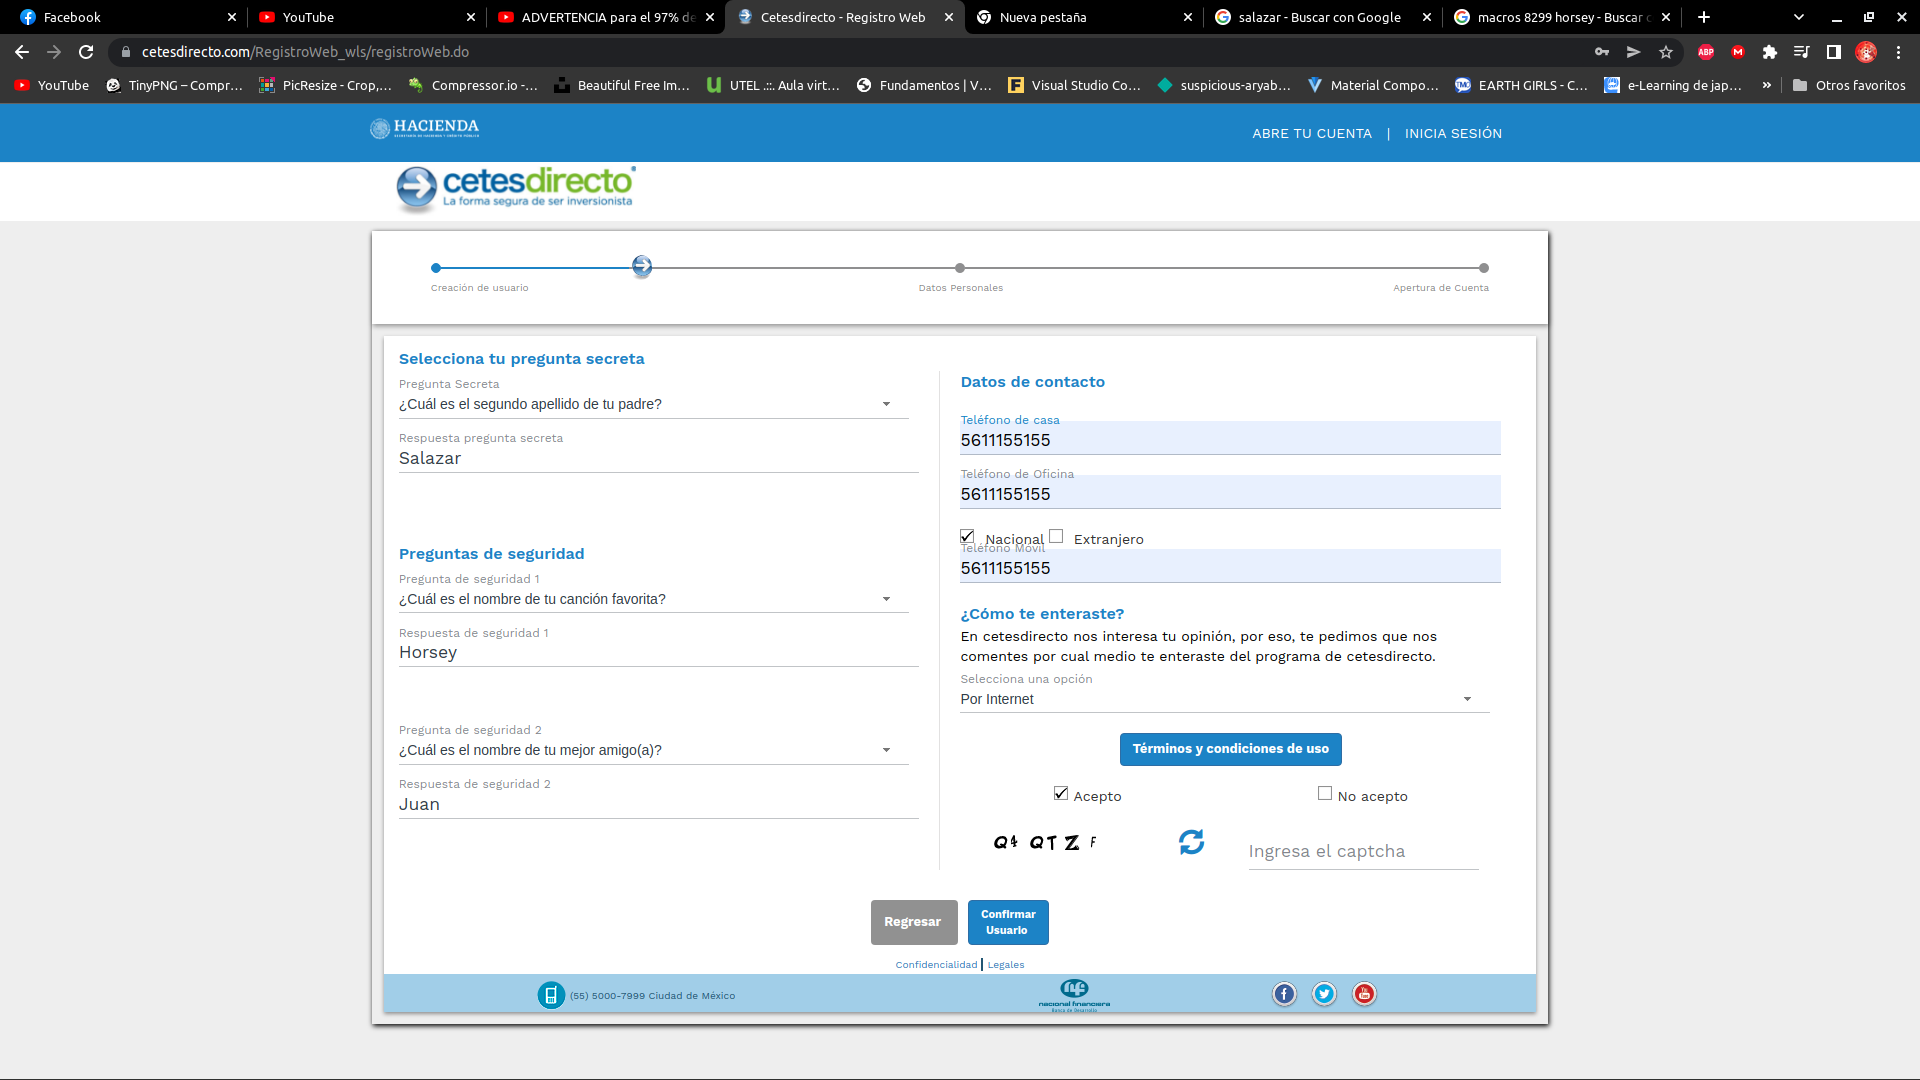 Facebook
YouTube
ADVERTENCIA para el 97% de
Cetesdirecto - Registro Web
Nueva pestaña
salazar - Buscar con Google
macros 8299 horsey - Buscar c
cetesdirecto.com/RegistroWeb_wls/registroWeb.do
YouTube
TinyPNG – Compr...
PicResize - Crop,...
Compressor.io -...
Beautiful Free Im...
UTEL .::. Aula virt...
Fundamentos | V...
Visual Studio Co...
suspicious-aryab...
Material Compo...
EARTH GIRLS - C...
e-Learning de jap...
»
Otros favoritos
HACIENDA
ABRE TU CUENTA | INICIA SESIÓN
cetesdirecto
La forma segura de ser inversionista
Creación de usuario
Datos Personales
Apertura de Cuenta
Selecciona tu pregunta secreta
Pregunta Secreta
¿Cuál es el segundo apellido de tu padre?
Respuesta pregunta secreta
Salazar
Preguntas de seguridad
Pregunta de seguridad 1
¿Cuál es el nombre de tu canción favorita?
Respuesta de seguridad 1
Horsey
Pregunta de seguridad 2
¿Cuál es el nombre de tu mejor amigo(a)?
Respuesta de seguridad 2
Juan
Datos de contacto
Teléfono de casa
5611155155
Teléfono de Oficina
5611155155
Nacional Extranjero
Teléfono Movil
5611155155
¿Cómo te enteraste?
En cetesdirecto nos interesa tu opinión, por eso, te pedimos que nos
comentes por cual medio te enteraste del programa de cetesdirecto.
Selecciona una opción
Por Internet
Términos y condiciones de uso
Acepto
No acepto
Q4 QTZ F
Ingresa el captcha
Regresar
Confirmar
Usuario
Confidencialidad | Legales
(55) 5000-7999 Ciudad de México
nacional financiera
Banca de Desarrollo